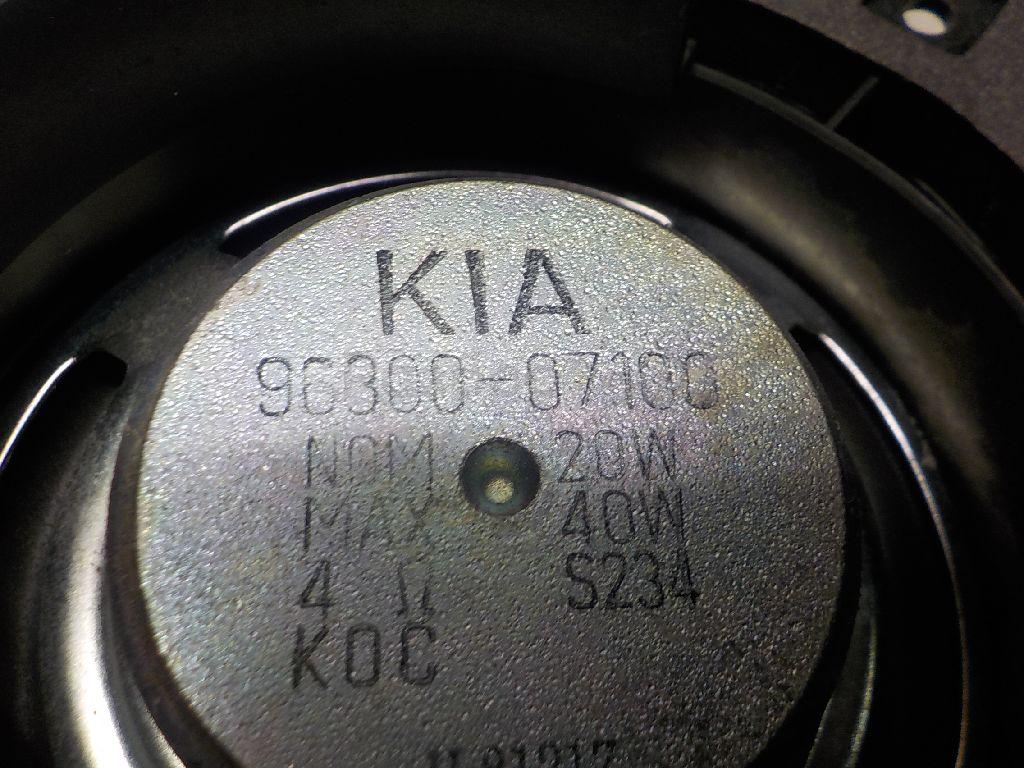 KIA
96300-07100
NOM 20W
MAX 40W
4 Ω S234
KOC